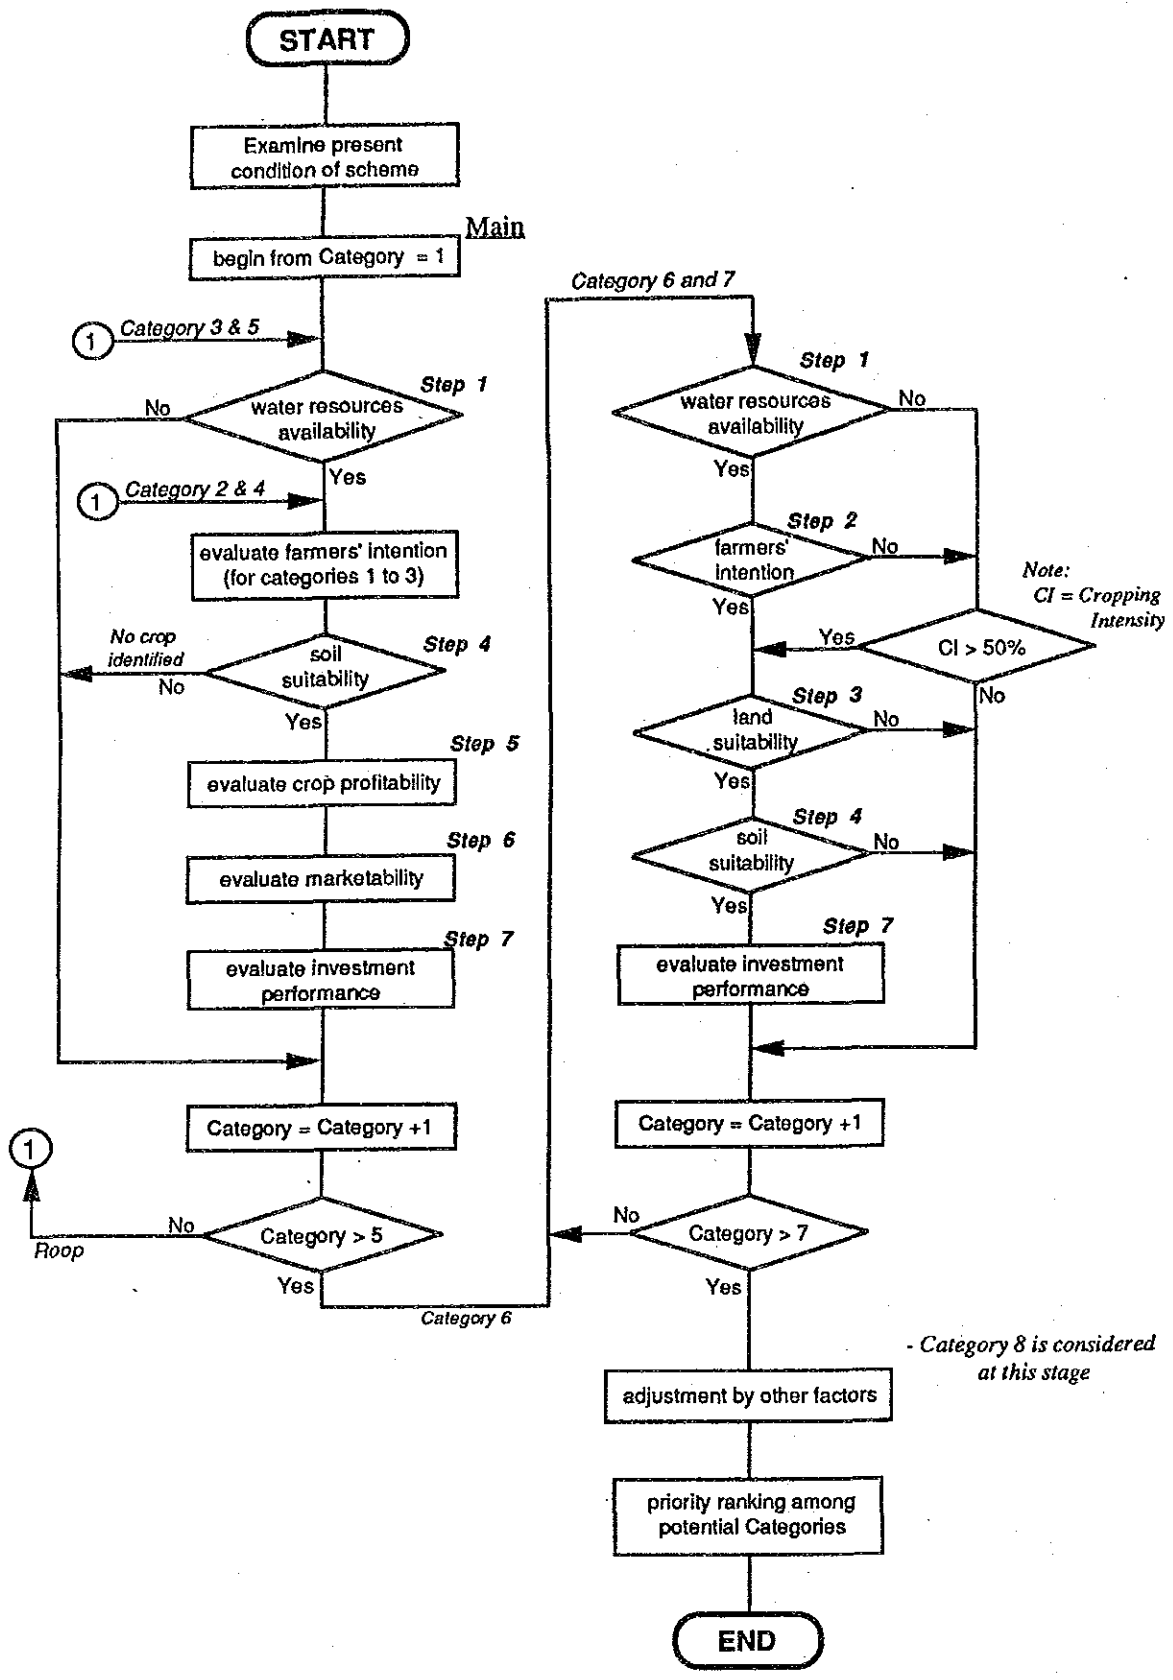 START
Examine present
condition of scheme
Main
begin from Category = 1
1
Category 3 & 5
Step 1
No
water resources
availability
Yes
1
Category 2 & 4
evaluate farmers' intention
(for categories 1 to 3)
No crop
identified
No
Step 4
soil
suitability
Yes
Step 5
evaluate crop profitability
Step 6
evaluate marketability
Step 7
evaluate investment
performance
Category = Category +1
1
Roop
No
Category > 5
Yes
Category 6
Category 6 and 7
Step 1
water resources
availability
No
Yes
Step 2
farmers'
intention
No
Yes
Note:
CI = Cropping
Intensity
Yes
CI > 50%
No
Step 3
land
suitability
No
Yes
Step 4
soil
suitability
No
Yes
Step 7
evaluate investment
performance
Category = Category +1
No
Category > 7
Yes
- Category 8 is considered
at this stage
adjustment by other factors
priority ranking among
potential Categories
END